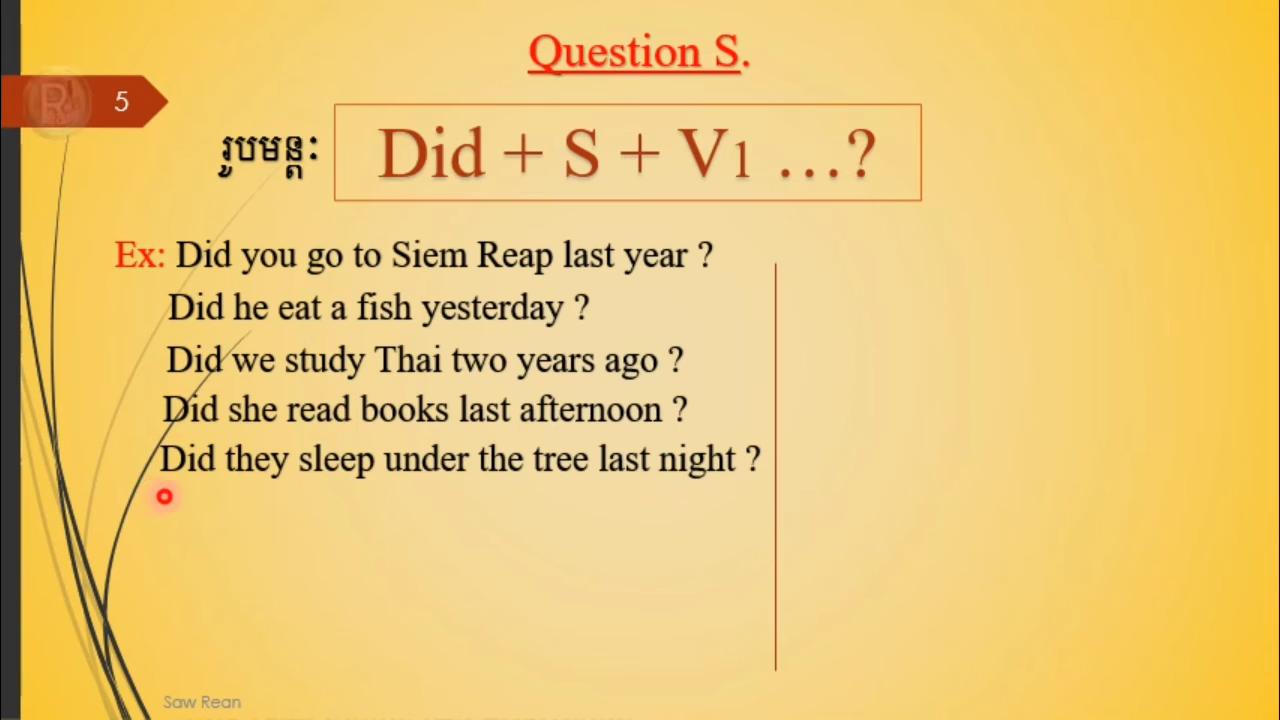 Question S.
5
រូបមន្តៈ Did + S + V1 ...?
Ex: Did you go to Siem Reap last year ?
Did he eat a fish yesterday ?
Did we study Thai two years ago ?
Did she read books last afternoon ?
Did they sleep under the tree last night ?
Saw Rean